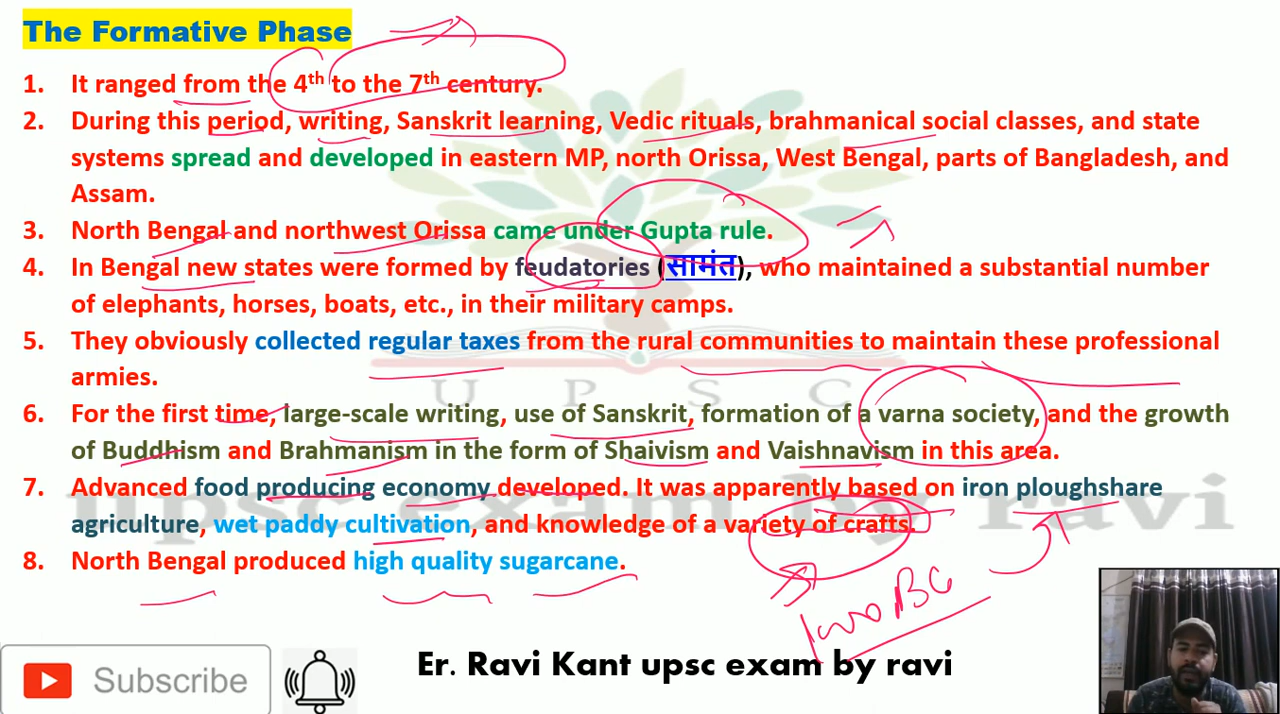 The Formative Phase
1. It ranged from the 4th to the 7th century.
2. During this period, writing, Sanskrit learning, Vedic rituals, brahmanical social classes, and state
systems spread and developed in eastern MP, north Orissa, West Bengal, parts of Bangladesh, and
Assam.
3. North Bengal and northwest Orissa came under Gupta rule.
4. In Bengal new states were formed by feudatories (सामंत), who maintained a substantial number
of elephants, horses, boats, etc., in their military camps.
5. They obviously collected regular taxes from the rural communities to maintain these professional
armies.
6. For the first time, large-scale writing, use of Sanskrit, formation of a varna society, and the growth
of Buddhism and Brahmanism in the form of Shaivism and Vaishnavism in this area.
7. Advanced food producing economy developed. It was apparently based on iron ploughshare
agriculture, wet paddy cultivation, and knowledge of a variety of crafts.
8. North Bengal produced high quality sugarcane.
UPSC
upsc exam by ravi
BC
Subscribe
Er. Ravi Kant upsc exam by ravi